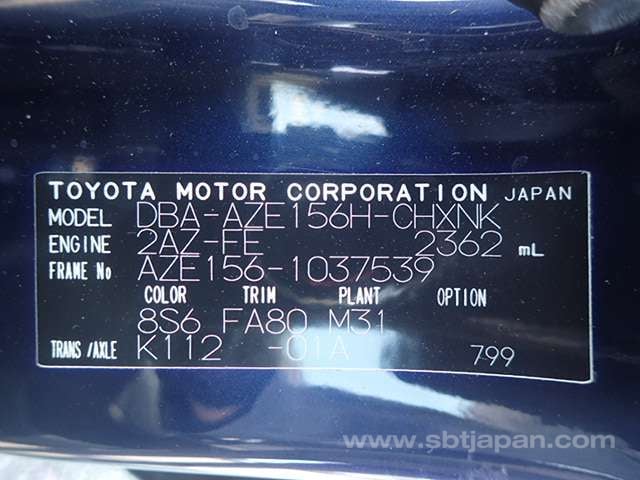 TOYOTA MOTOR CORPORATION JAPAN
MODEL DBA-AZE156H-CHXNK
ENGINE 2AZ-FE 2362 mL
FRAME No AZE156-1037539
COLOR TRIM PLANT OPTION
8S6 FA80 M31
TRANS/AXLE K112 -01A 799
www.sbtjapan.com